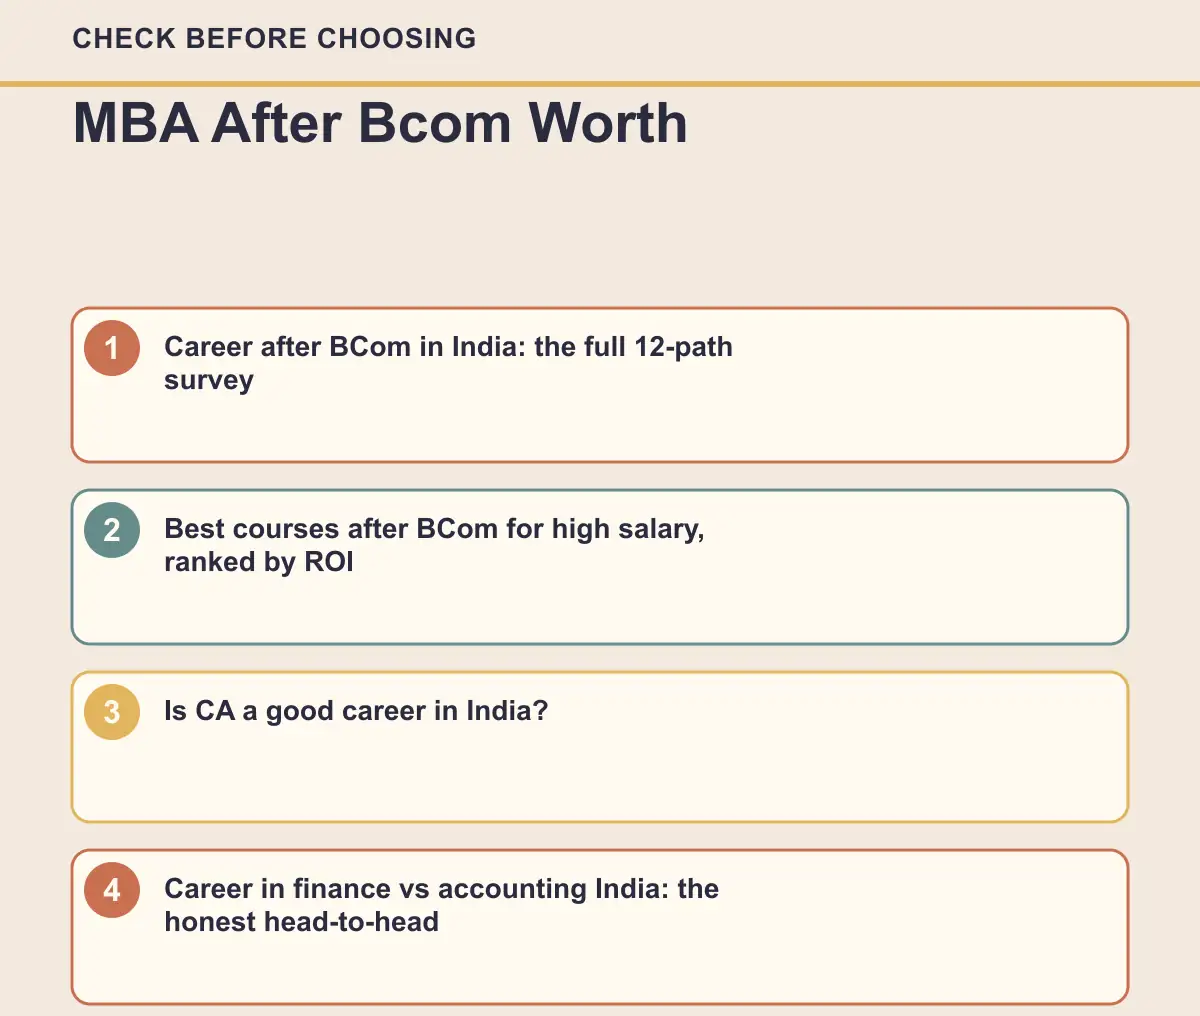 CHECK BEFORE CHOOSING
MBA After Bcom Worth
1
Career after BCom in India: the full 12-path
survey
2
Best courses after BCom for high salary,
ranked by ROI
3
Is CA a good career in India?
4
Career in finance vs accounting India: the
honest head-to-head